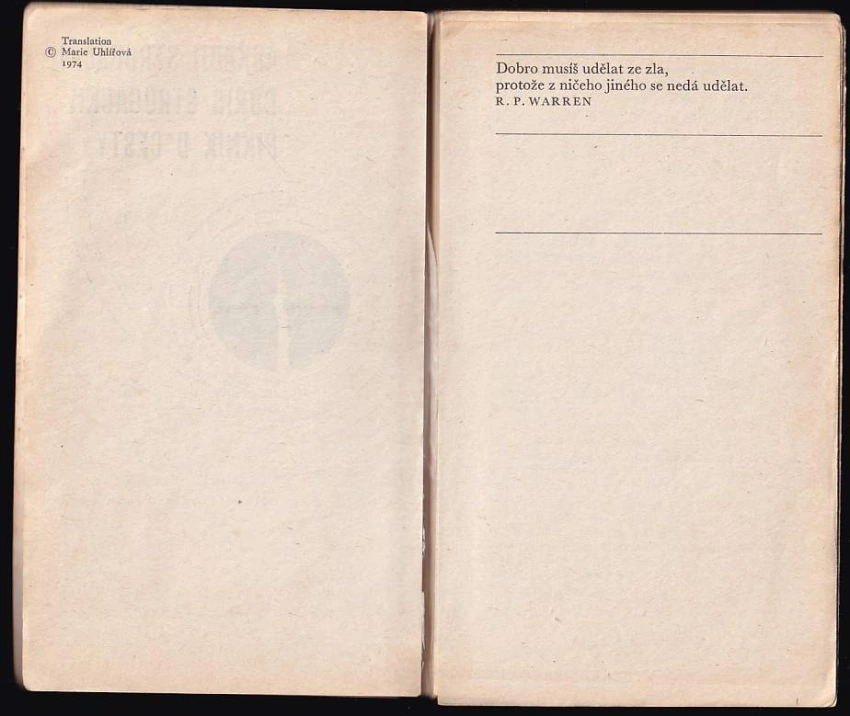 Translation
© Marie Uhlířová
1974
Dobro musíš udělat ze zla,
protože z ničeho jiného se nedá udělat.
R. P. WARREN